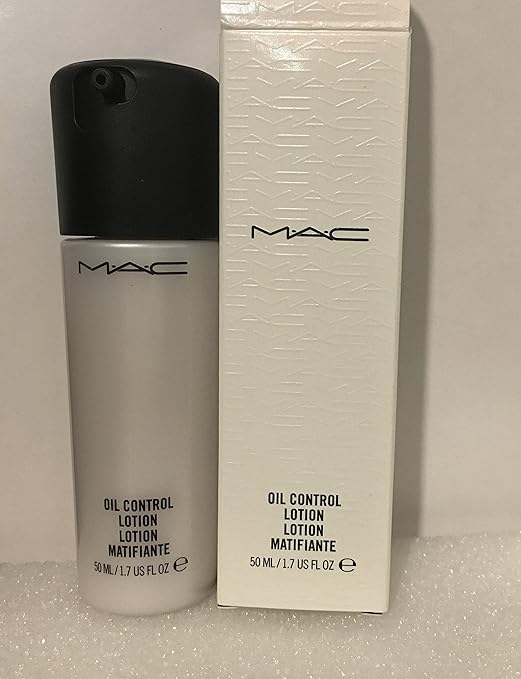 M·A·C
OIL CONTROL
LOTION
LOTION
MATIFIANTE
50 ML / 1.7 US FL OZ ℮
M·A·C
OIL CONTROL
LOTION
LOTION
MATIFIANTE
50 ML / 1.7 US FL OZ ℮